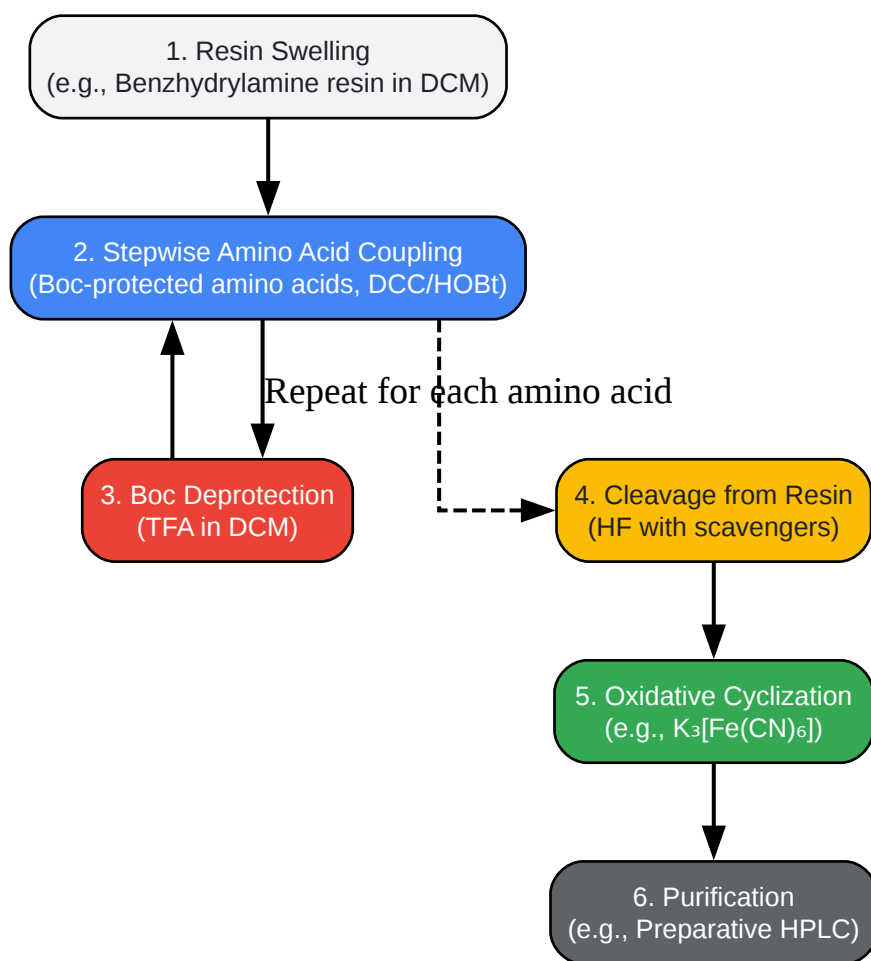 1. Resin Swelling
(e.g., Benzhydrylamine resin in DCM)
2. Stepwise Amino Acid Coupling
(Boc-protected amino acids, DCC/HOBt)
Repeat for each amino acid
3. Boc Deprotection
(TFA in DCM)
4. Cleavage from Resin
(HF with scavengers)
5. Oxidative Cyclization
(e.g., K₃[Fe(CN)₆])
6. Purification
(e.g., Preparative HPLC)